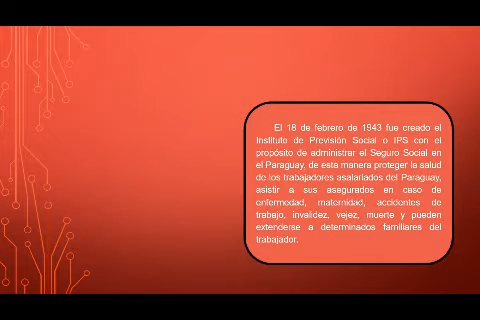 El 18 de febrero de 1943 fue creado el
Instituto de Previsión Social o IPS con el
propósito de administrar el Seguro Social en
el Paraguay, de esta manera proteger la salud
de los trabajadores asalariados del Paraguay,
asistir a sus asegurados en caso de
enfermedad, maternidad, accidentes de
trabajo, invalidez, vejez, muerte y pueden
extenderse a determinados familiares del
trabajador.